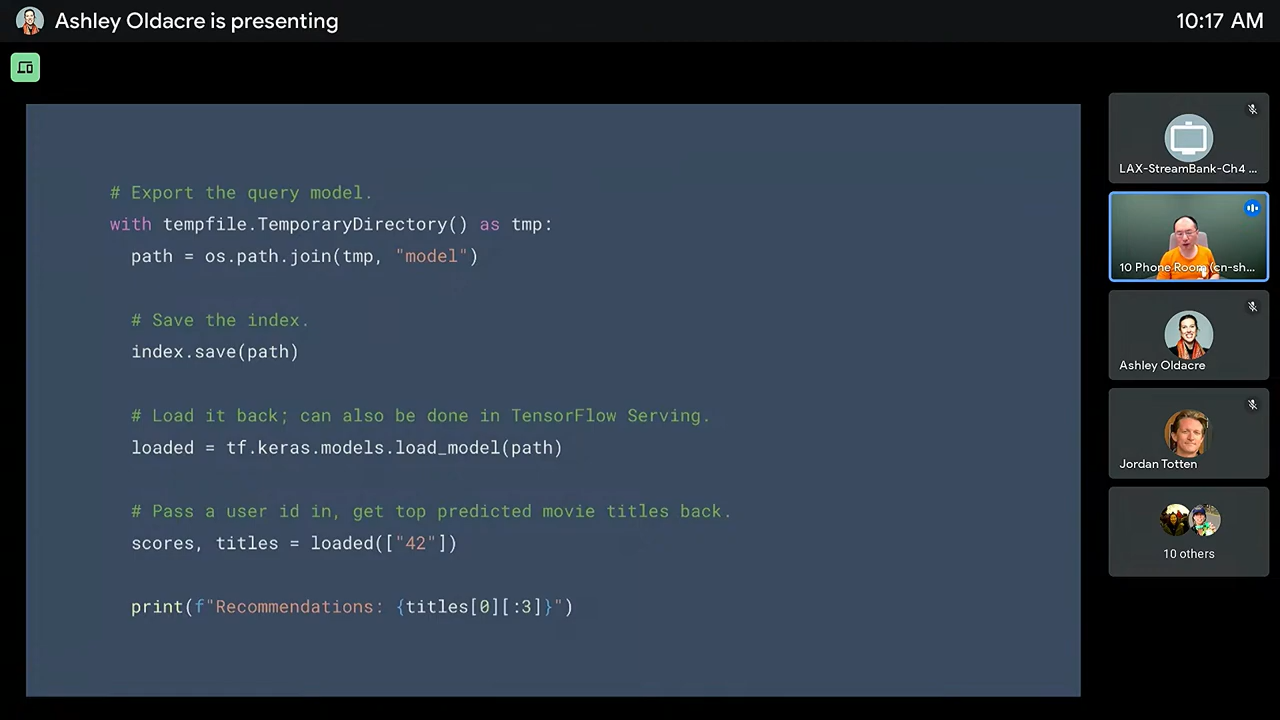 Ashley Oldacre is presenting
10:17 AM
# Export the query model.
with tempfile.TemporaryDirectory() as tmp:
path = os.path.join(tmp, "model")
# Save the index.
index.save(path)
# Load it back; can also be done in TensorFlow Serving.
loaded = tf.keras.models.load_model(path)
# Pass a user id in, get top predicted movie titles back.
scores, titles = loaded(["42"])
print(f"Recommendations: {titles[0][:3]}")
LAX-StreamBank-Ch4 ...
10 Phone Room (cn-sh...
Ashley Oldacre
Jordan Totten
10 others